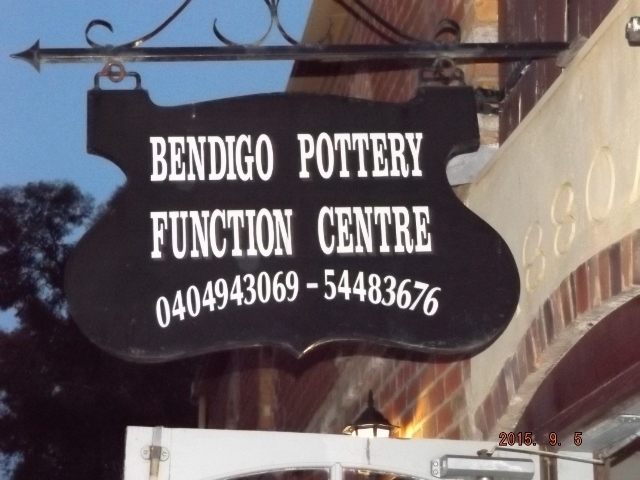 BENDIGO POTTERY
FUNCTION CENTRE
0404943069 - 54483676
2015. 9. 5